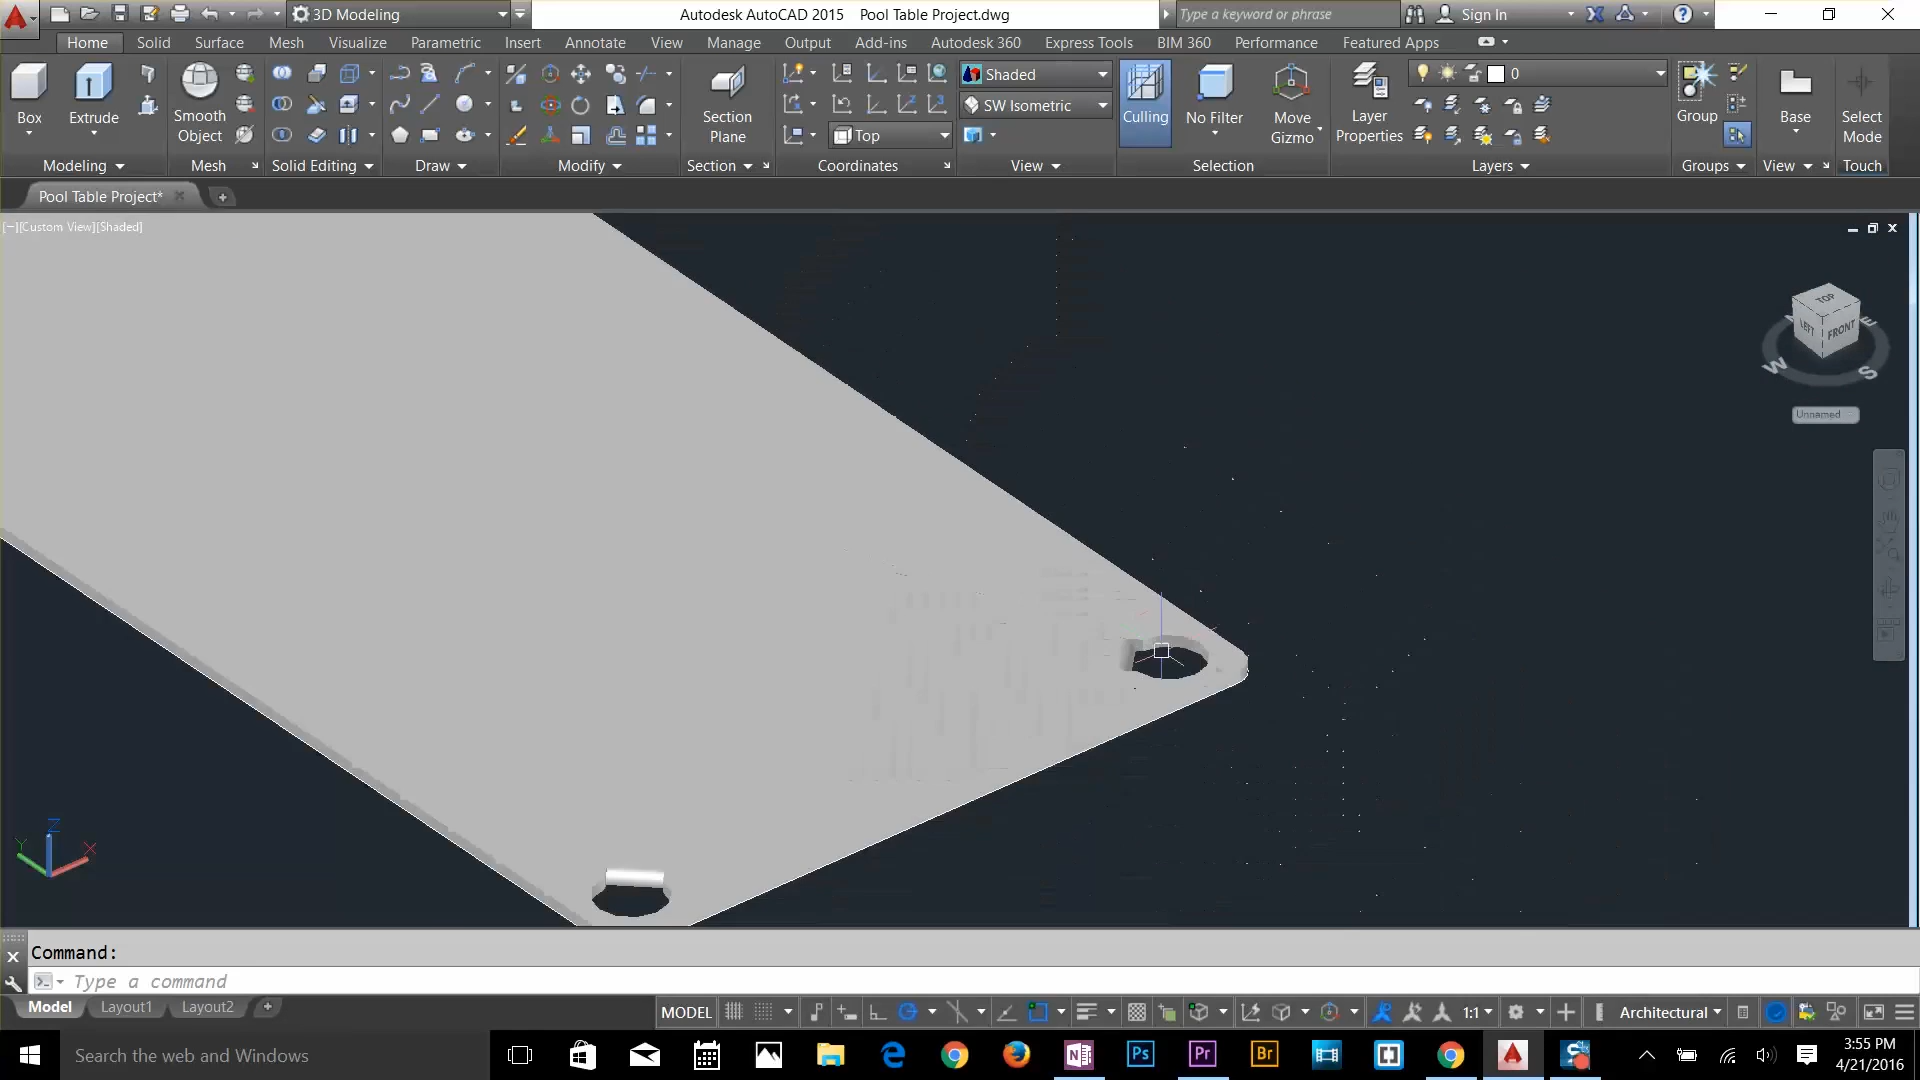 3D Modeling
Autodesk AutoCAD 2015 Pool Table Project.dwg
Type a keyword or phrase
Sign In
Home Solid Surface Mesh Visualize Parametric Insert Annotate View Manage Output Add-ins Autodesk 360 Express Tools BIM 360 Performance Featured Apps
Box
Extrude
Smooth
Object
Section
Plane
Top
Shaded
SW Isometric
Culling
No Filter
Move
Gizmo
Layer
Properties
0
Group
Base
Select
Mode
Modeling
Mesh
Solid Editing
Draw
Modify
Section
Coordinates
View
Selection
Layers
Groups
View
Touch
Pool Table Project*
[−][Custom View][Shaded]
TOP
LEFT
FRONT
E
W
S
Unnamed
Z
Y
X
Command:
Type a command
Model Layout1 Layout2
MODEL
1:1
Architectural
Search the web and Windows
Ps
Pr
Br
3:55 PM
4/21/2016